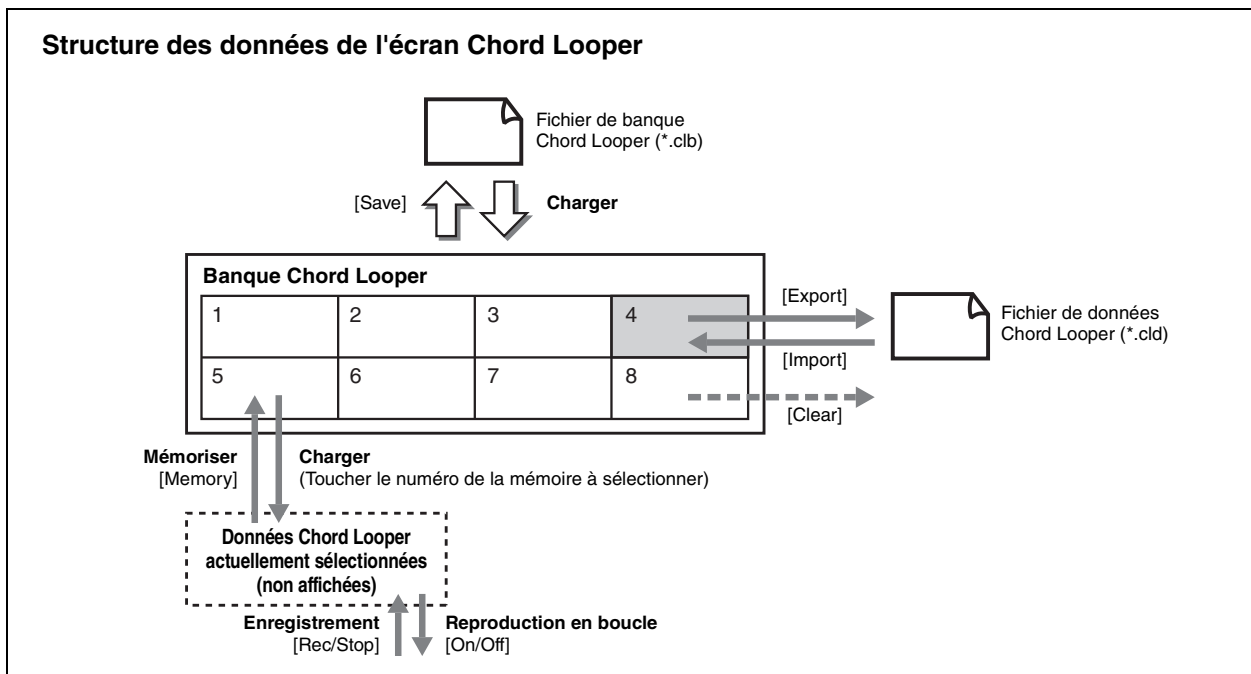 Structure des données de l'écran Chord Looper
Fichier de banque
Chord Looper (*.clb)
[Save]
Charger
Banque Chord Looper
1
2
3
4
[Export]
Fichier de données
Chord Looper (*.cld)
[Import]
5
6
7
8
[Clear]
Mémoriser
[Memory]
Charger
(Toucher le numéro de la mémoire à sélectionner)
Données Chord Looper
actuellement sélectionnées
(non affichées)
Enregistrement
[Rec/Stop]
Reproduction en boucle
[On/Off]